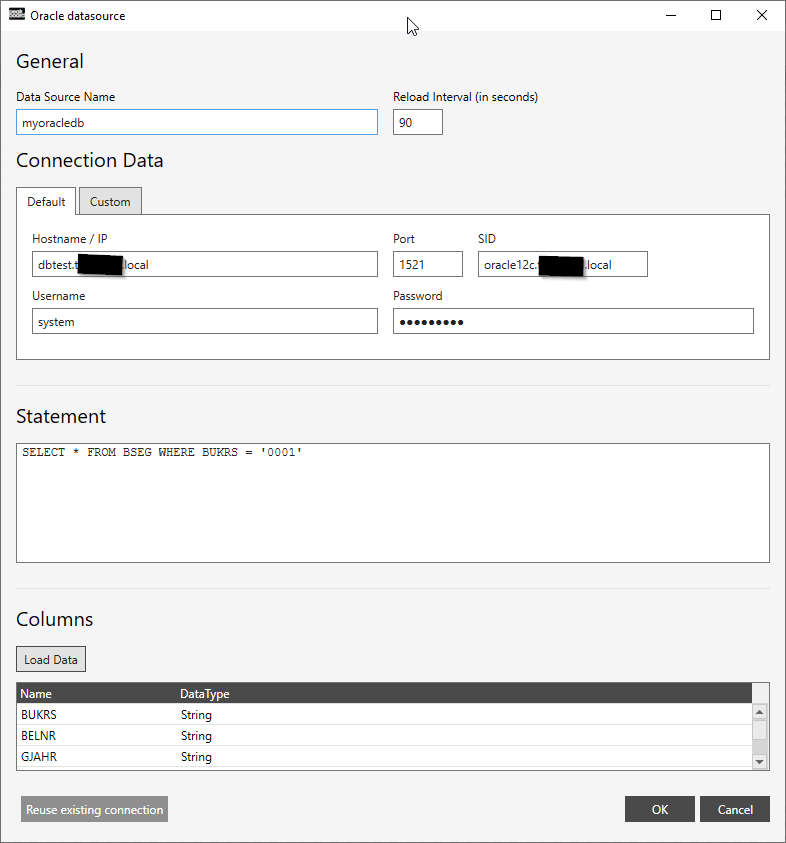 Oracle datasource
General
Data Source Name
Reload Interval (in seconds)
myoracledb
90
Connection Data
Default
Custom
Hostname / IP
Port
SID
dbtest.t .local
1521
oracle12c. .local
Username
Password
system
●●●●●●●●●
Statement
SELECT * FROM BSEG WHERE BUKRS = '0001'
Columns
Load Data
Name DataType
BUKRS String
BELNR String
GJAHR String
Reuse existing connection
OK
Cancel